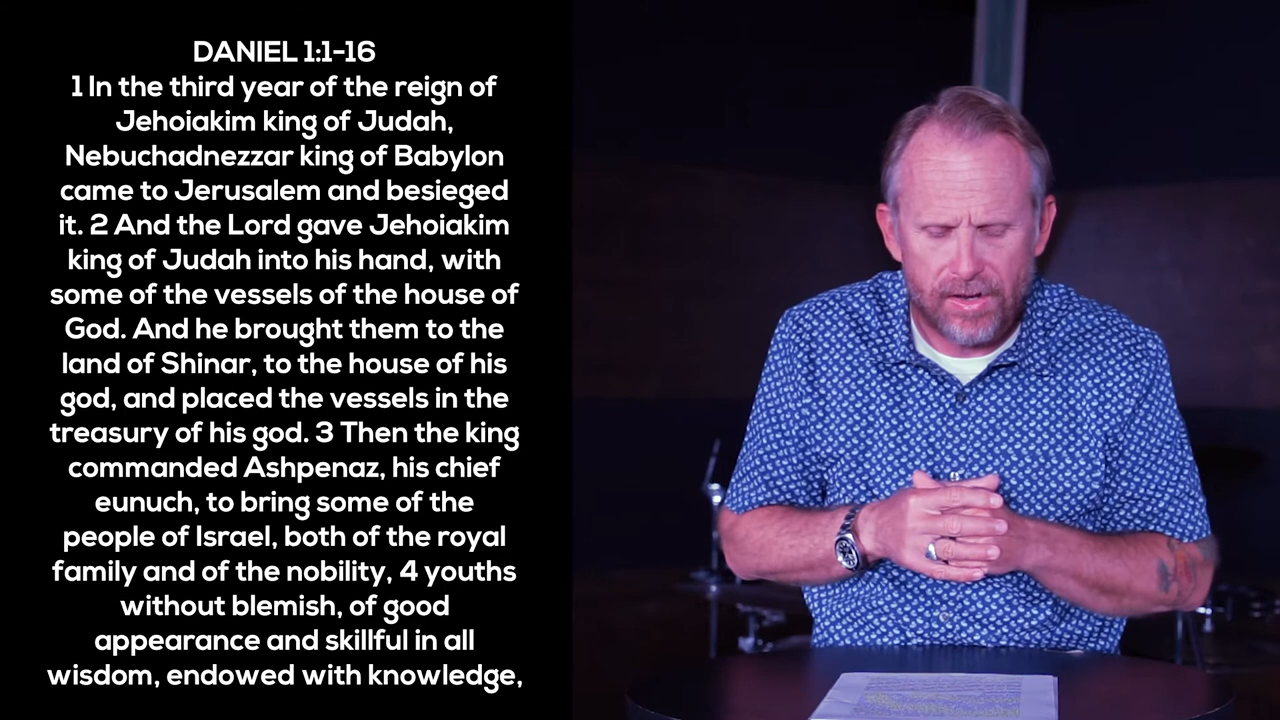 DANIEL 1:1-16
1 In the third year of the reign of
Jehoiakim king of Judah,
Nebuchadnezzar king of Babylon
came to Jerusalem and besieged
it. 2 And the Lord gave Jehoiakim
king of Judah into his hand, with
some of the vessels of the house of
God. And he brought them to the
land of Shinar, to the house of his
god, and placed the vessels in the
treasury of his god. 3 Then the king
commanded Ashpenaz, his chief
eunuch, to bring some of the
people of Israel, both of the royal
family and of the nobility, 4 youths
without blemish, of good
appearance and skillful in all
wisdom, endowed with knowledge,